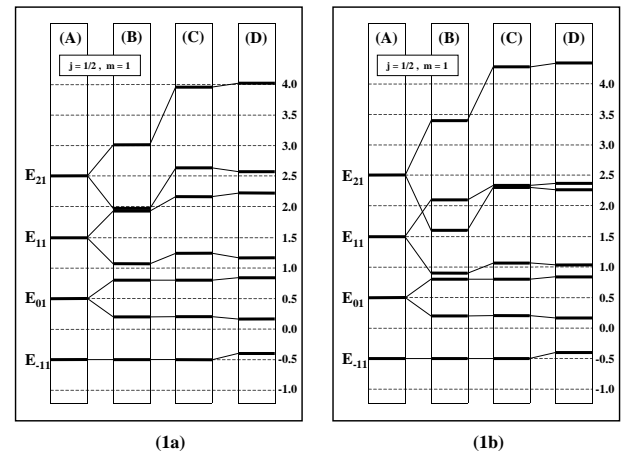 (A) (B) (C) (D)
j = 1/2 , m = 1
4.0
3.5
3.0
E21 2.5
2.0
E11 1.5
1.0
E01 0.5
0.0
E-11 -0.5
-1.0
(1a)
(A) (B) (C) (D)
j = 1/2 , m = 1
4.0
3.5
3.0
E21 2.5
2.0
E11 1.5
1.0
E01 0.5
0.0
E-11 -0.5
-1.0
(1b)